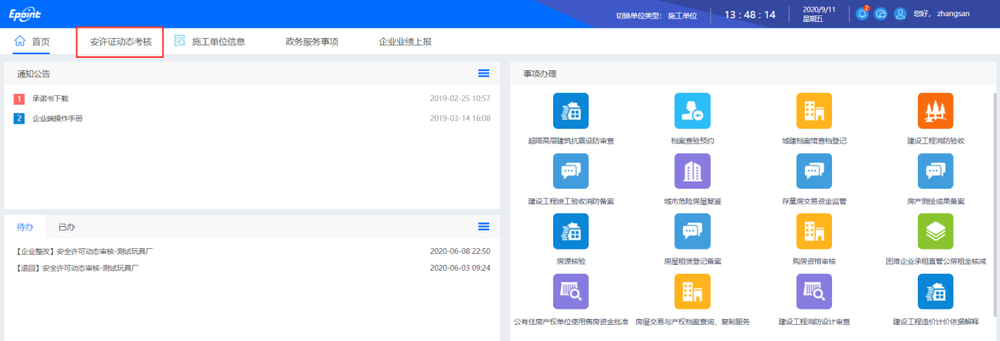 Epoint
切换单位类型: 施工单位
13 : 48 : 14
2020/9/11
星期五
2
您好, zhangsan
首页
安许证动态考核
施工单位信息
政务服务事项
企业业绩上报
通知公告
1 承诺书下载 2019-02-25 10:57
2 企业端操作手册 2019-03-14 16:08
待办
已办
【企业整改】安全许可动态审核-测试玩具厂 2020-06-08 22:50
【退回】安全许可动态审核-测试玩具厂 2020-06-03 09:24
事项办理
超限高层建筑抗震设防审查
档案查验预约
城建档案馆查档登记
建设工程消防验收
建设工程竣工验收消防备案
城市危险房屋复鉴
存量房交易资金监管
房产测绘成果备案
房源核验
房屋租赁登记备案
购房资格审核
困难企业承租直管公房租金核减
公有住房产权单位使用售房资金批准
房屋交易与产权档案查询、复制服务
建设工程消防设计审查
建设工程造价计价依据解释